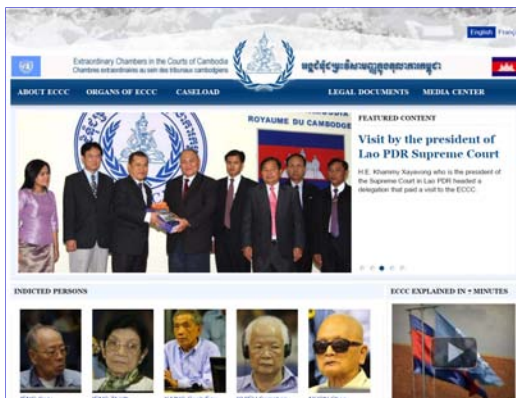 English
Extraordinary Chambers in the Courts of Cambodia
Chambres extraordinaires au sein des tribunaux cambodgiens
អង្គជំនុំជម្រះវិសាមញ្ញក្នុងតុលាការកម្ពុជា
ABOUT ECCC ORGANS OF ECCC CASELOAD LEGAL DOCUMENTS MEDIA CENTER
ROYAUME DU CAMBODGE
FEATURED CONTENT
Visit by the president of
Lao PDR Supreme Court
H.E. Khammy Xayavong who is the president of
the Supreme Court in Lao PDR headed a
delegation that paid a visit to the ECCC.
INDICTED PERSONS
ECCC EXPLAINED IN 7 MINUTES